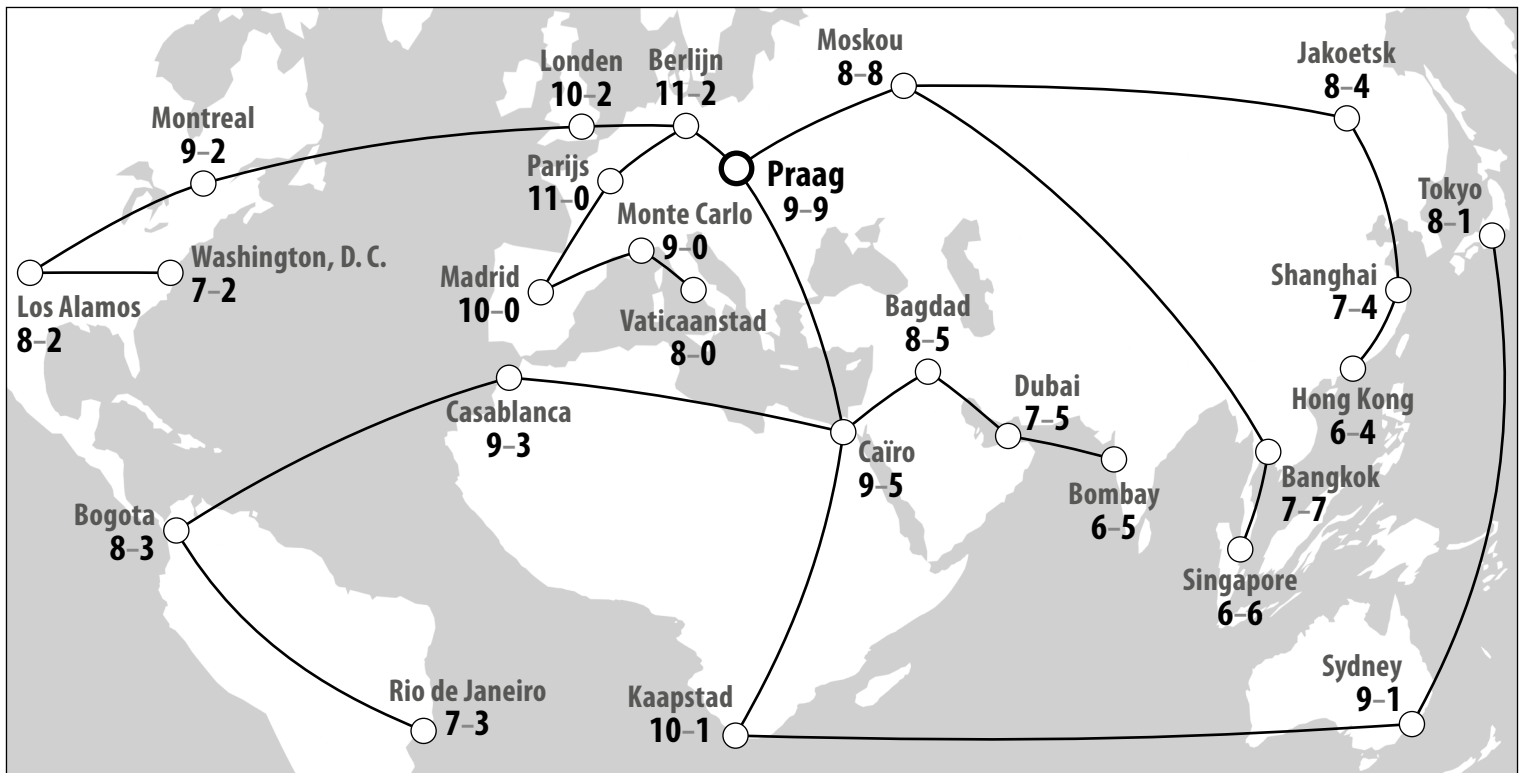 Moskou
8–8
Jakoetsk
8–4
Londen
10–2
Berlijn
11–2
Montreal
9–2
Parijs
11–0
Praag
9–9
Tokyo
8–1
Monte Carlo
9–0
Washington, D. C.
7–2
Madrid
10–0
Shanghai
7–4
Los Alamos
8–2
Vaticaanstad
8–0
Bagdad
8–5
Dubai
7–5
Hong Kong
6–4
Casablanca
9–3
Caïro
9–5
Bangkok
7–7
Bombay
6–5
Bogota
8–3
Singapore
6–6
Sydney
9–1
Rio de Janeiro
7–3
Kaapstad
10–1